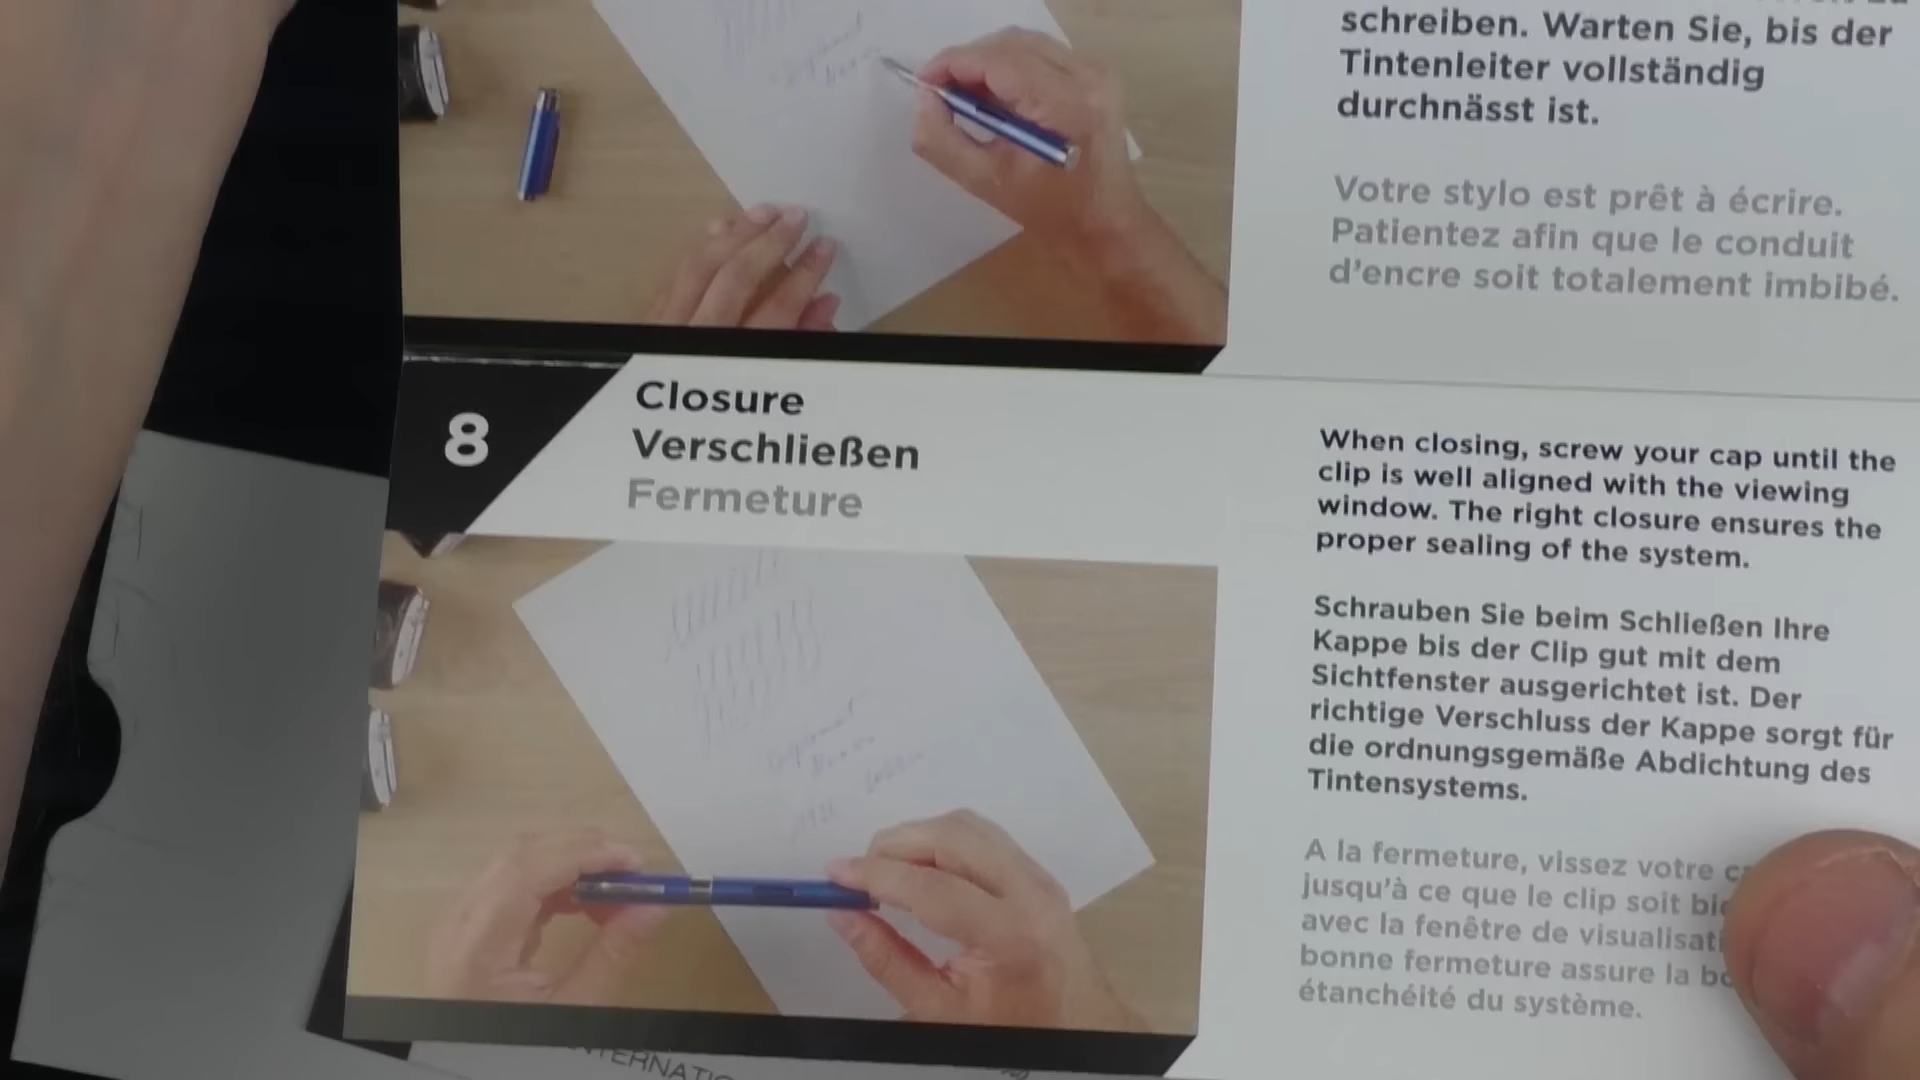 schreiben. Warten Sie, bis der
Tintenleiter vollständig
durchnässt ist.
Votre stylo est prêt à écrire.
Patientez afin que le conduit
d'encre soit totalement imbibé.
8
Closure
Verschließen
Fermeture
When closing, screw your cap until the
clip is well aligned with the viewing
window. The right closure ensures the
proper sealing of the system.
Schrauben Sie beim Schließen Ihre
Kappe bis der Clip gut mit dem
Sichtfenster ausgerichtet ist. Der
richtige Verschluss der Kappe sorgt für
die ordnungsgemäße Abdichtung des
Tintensystems.
A la fermeture, vissez votre
jusqu'à ce que le clip soit
avec la fenêtre de
bonne fermeture assure la
étanchéité du système.